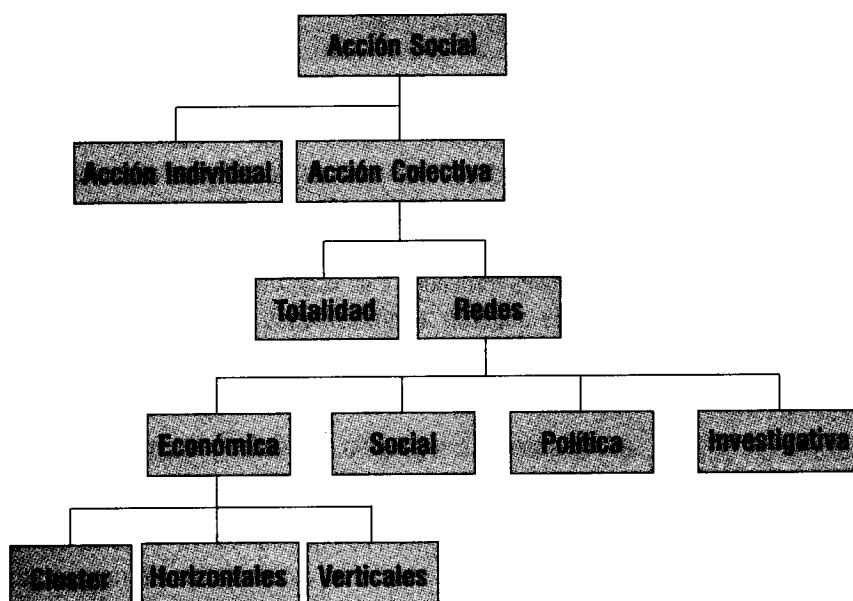 Acción Social
Acción Individual
Acción Colectiva
Totalidad
Redes
Económica
Social
Política
Investigativa
Cluster
Horizontales
Verticales